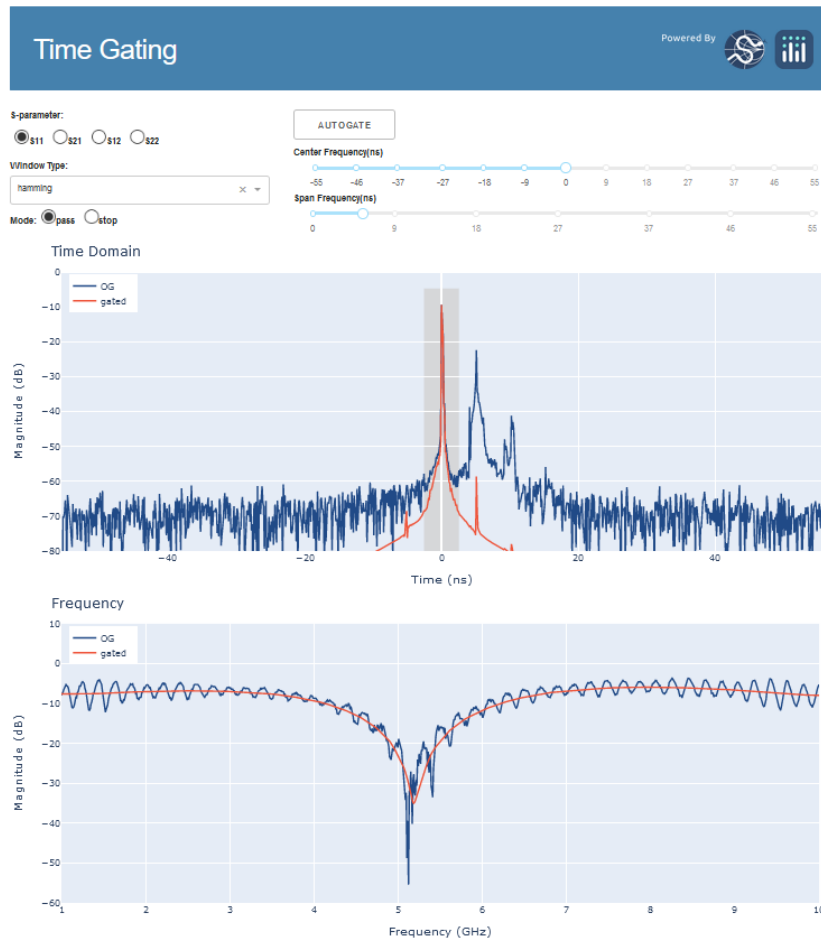 Time Gating
Powered By
S-parameter:
S11 S21 S12 S22
Window Type:
hamming
Mode: pass stop
AUTOGATE
Center Frequency(ns)
-55 -46 -37 -27 -18 -9 0 9 18 27 37 46 55
Span Frequency(ns)
0 9 18 27 37 46 55
Time Domain
OG
gated
0
−10
−20
−30
−40
−50
−60
−70
−80
Magnitude (dB)
−40 −20 0 20 40
Time (ns)
Frequency
OG
gated
10
0
−10
−20
−30
−40
−50
−60
Magnitude (dB)
1 2 3 4 5 6 7 8 9 10
Frequency (GHz)